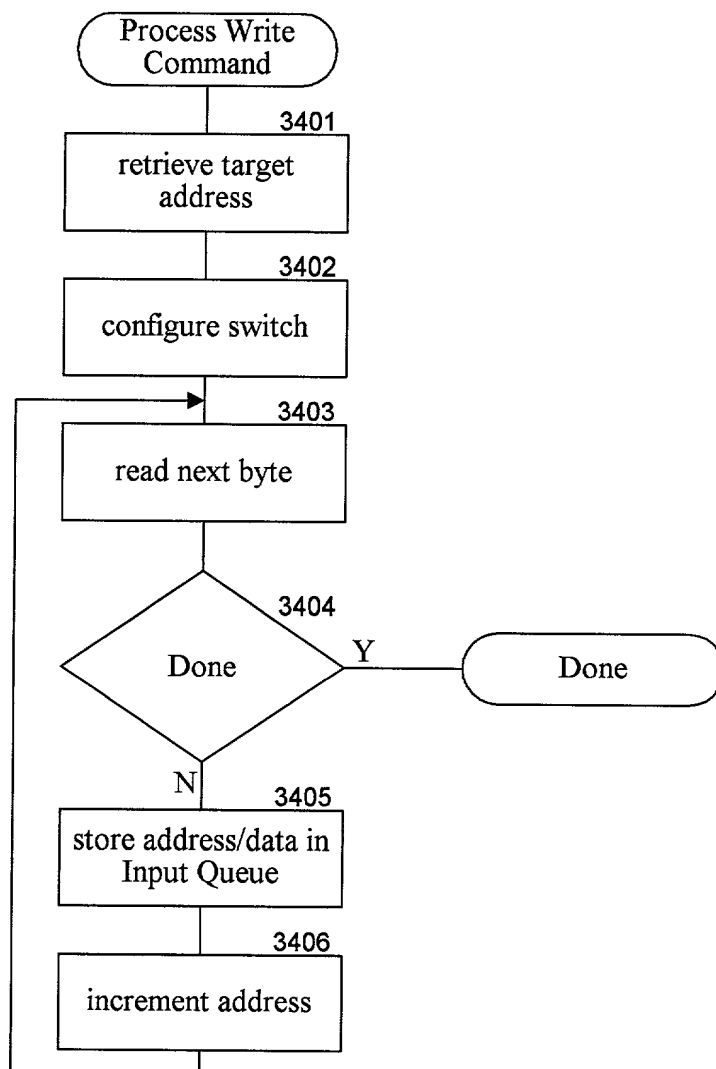 Process Write
Command
3401
retrieve target
address
3402
configure switch
3403
read next byte
3404
Done
Y
Done
N
3405
store address/data in
Input Queue
3406
increment address